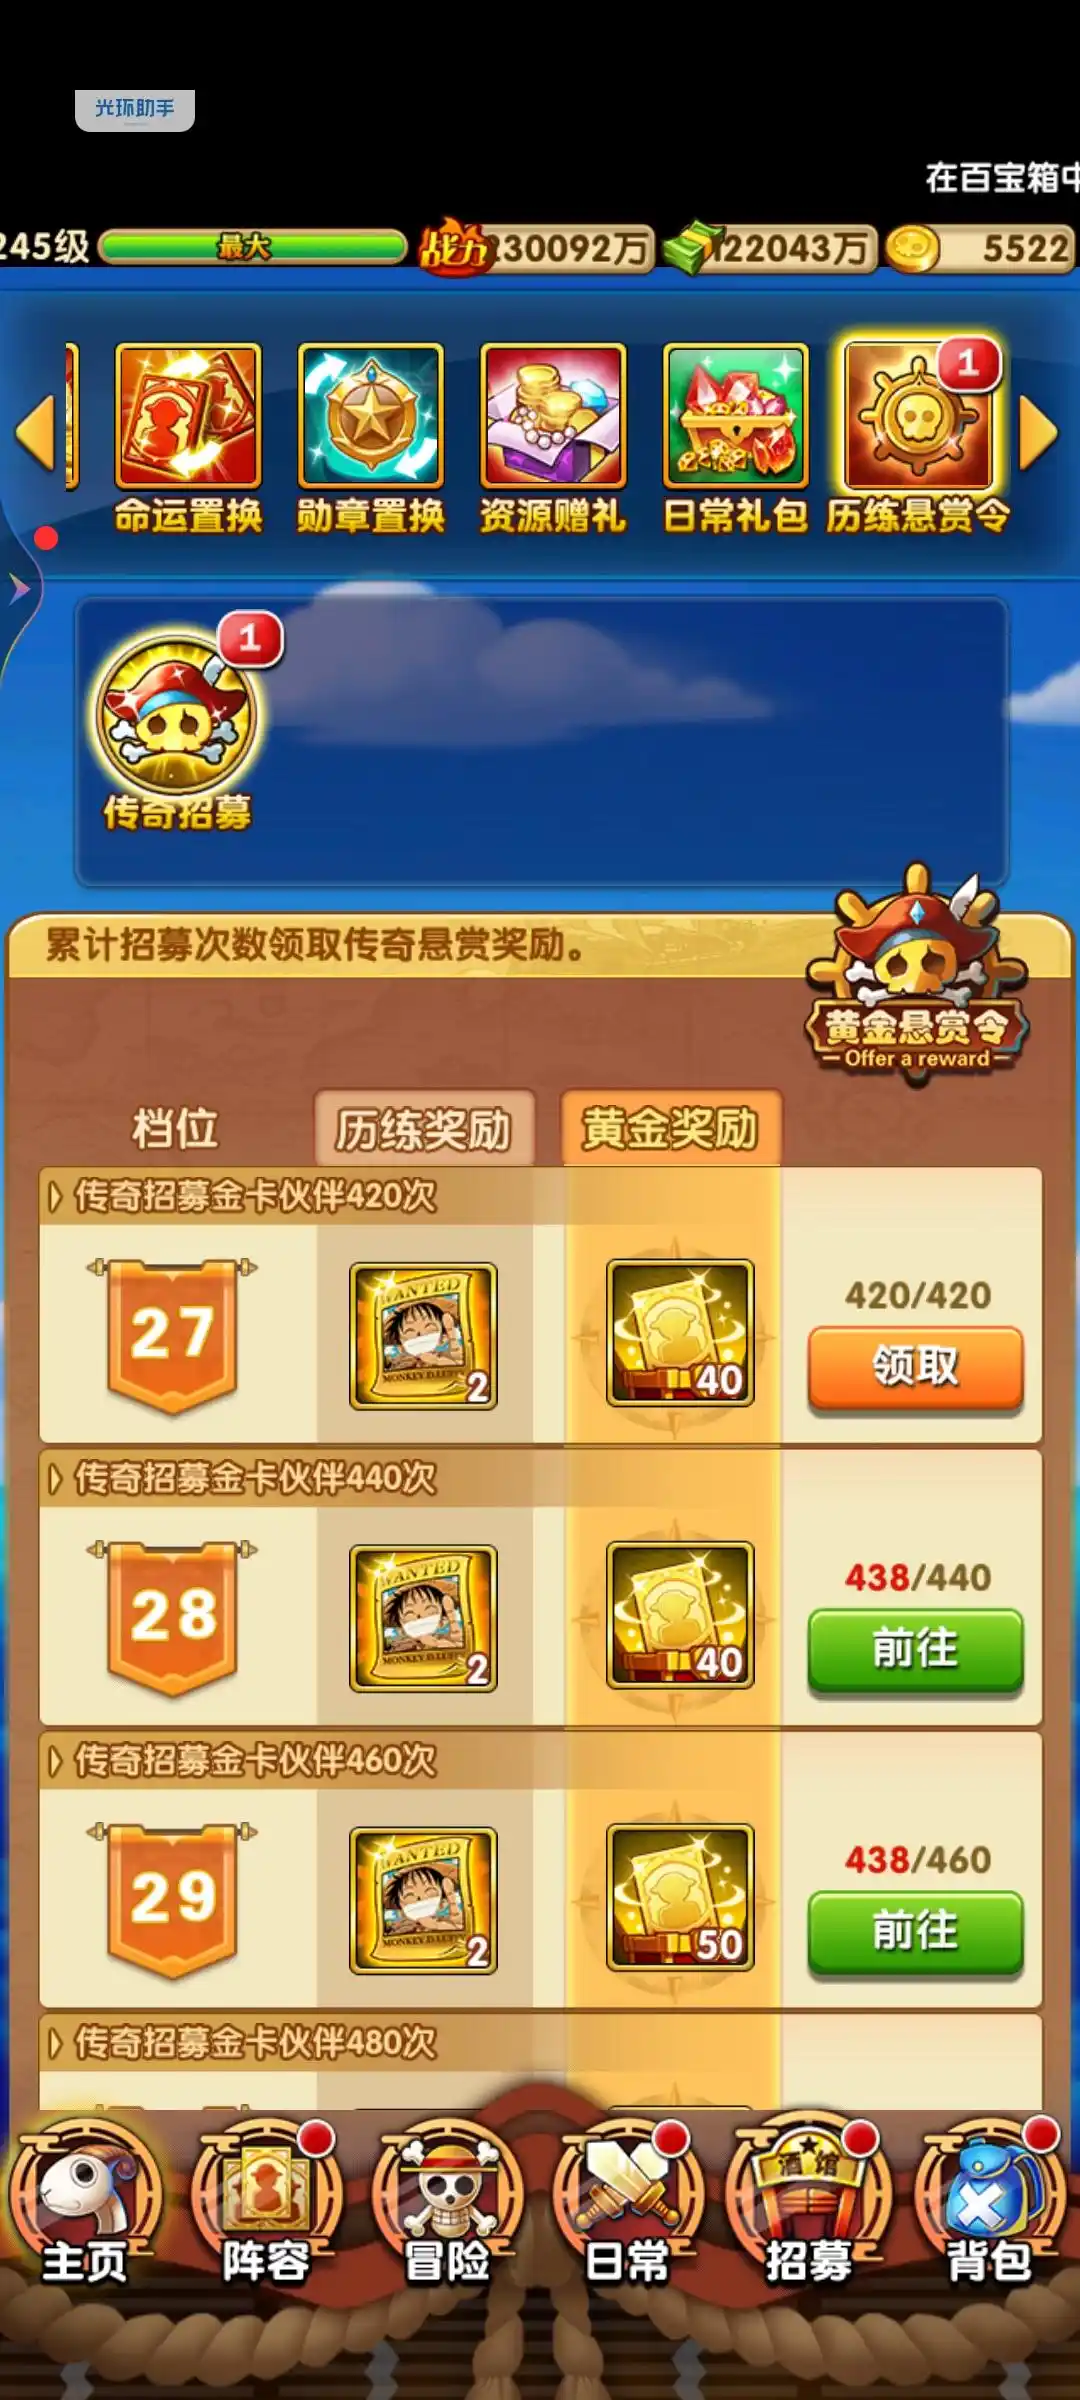 光环助手
在百宝箱中
245级
最大
战力
230092万
122043万
5522
命运置换
勋章置换
资源赠礼
日常礼包
历练悬赏令
1
1
传奇招募
累计招募次数领取传奇悬赏奖励。
黄金悬赏令
Offer a reward
档位
历练奖励
黄金奖励
传奇招募金卡伙伴420次
27
WANTED
2
40
420/420
领取
传奇招募金卡伙伴440次
28
WANTED
2
40
438/440
前往
传奇招募金卡伙伴460次
29
WANTED
2
50
438/460
前往
传奇招募金卡伙伴480次
酒馆
主页
阵容
冒险
日常
招募
背包